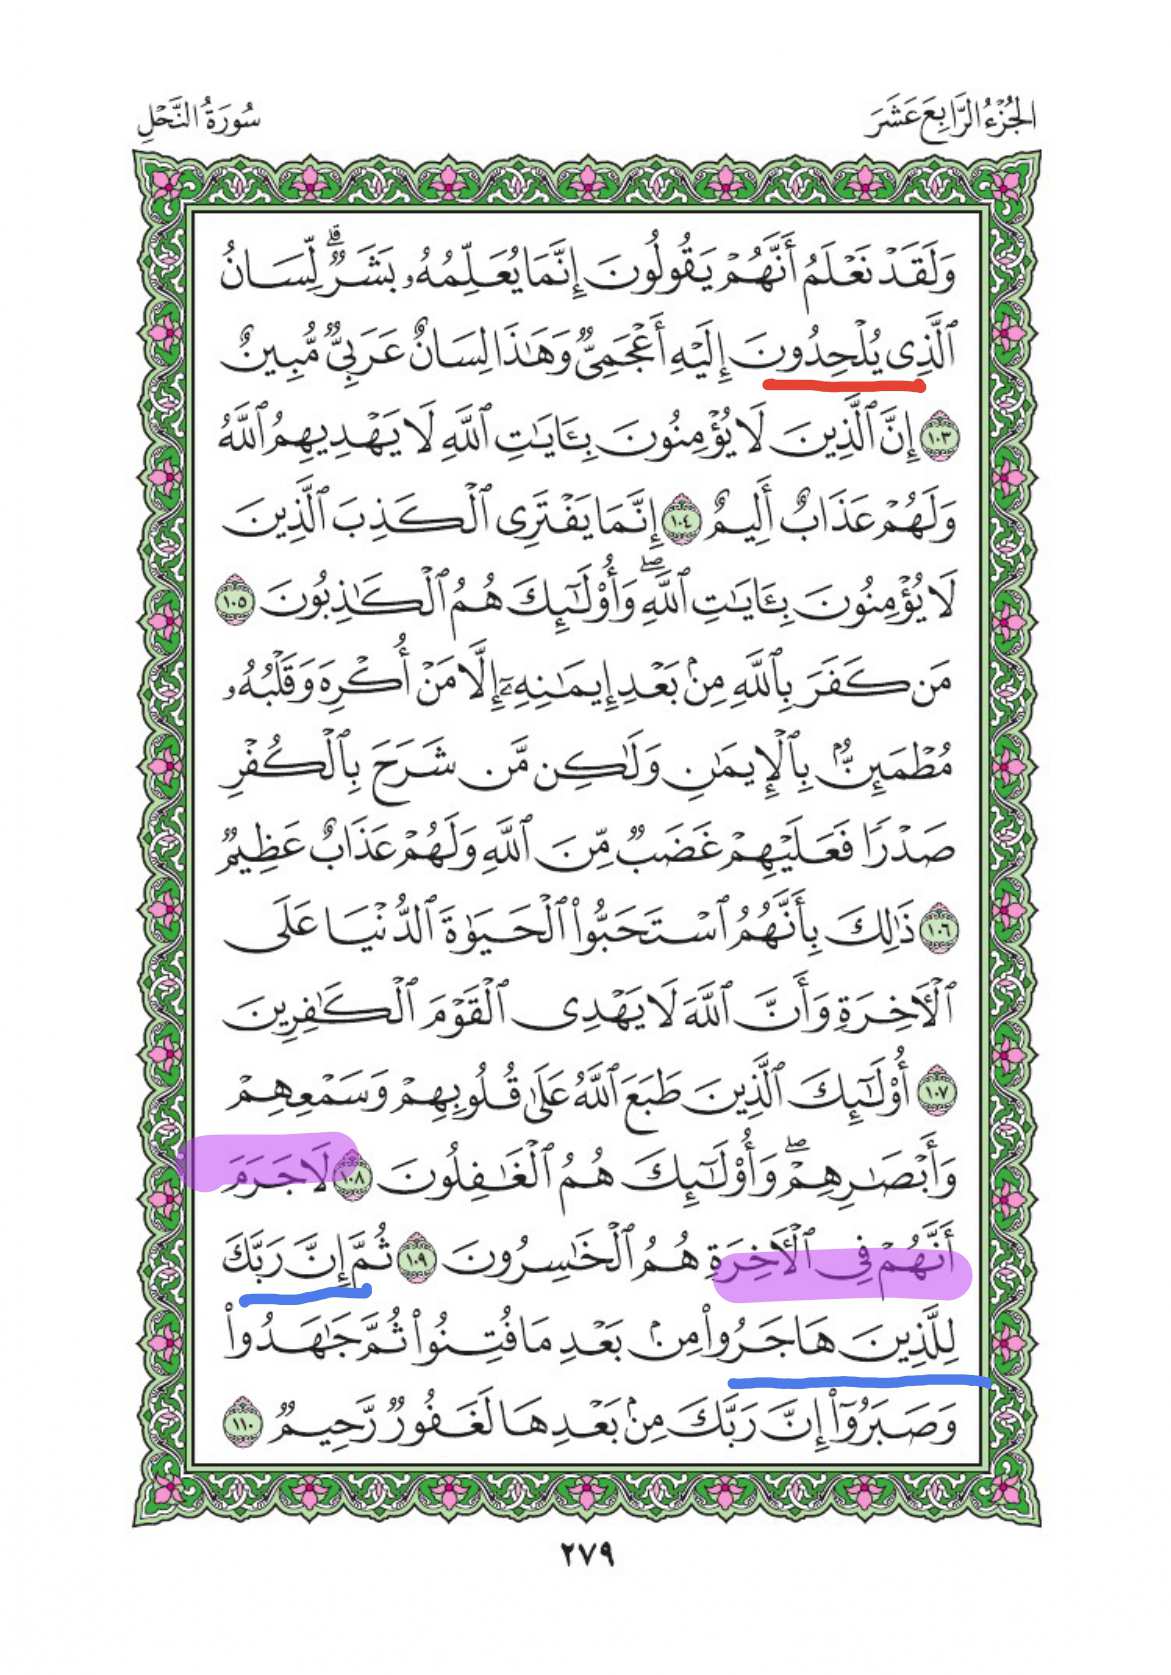 الجُزْءُ الرَّابِعَ عَشَرَ
سُورَةُ النَّحْلِ
وَلَقَدْ نَعْلَمُ أَنَّهُمْ يَقُولُونَ إِنَّمَا يُعَلِّمُهُۥ بَشَرٌۗ لِّسَانُ
ٱلَّذِى يُلْحِدُونَ إِلَيْهِ أَعْجَمِىٌّ وَهَٰذَا لِسَانٌ عَرَبِىٌّ مُّبِينٌ
١٠٣ إِنَّ ٱلَّذِينَ لَا يُؤْمِنُونَ بِـَٔايَٰتِ ٱللَّهِ لَا يَهْدِيهِمُ ٱللَّهُ
وَلَهُمْ عَذَابٌ أَلِيمٌ ١٠٤ إِنَّمَا يَفْتَرِى ٱلْكَذِبَ ٱلَّذِينَ
لَا يُؤْمِنُونَ بِـَٔايَٰتِ ٱللَّهِۖ وَأُو۟لَٰٓئِكَ هُمُ ٱلْكَٰذِبُونَ ١٠٥
مَن كَفَرَ بِٱللَّهِ مِنۢ بَعْدِ إِيمَٰنِهِۦٓ إِلَّا مَنْ أُكْرِهَ وَقَلْبُهُۥ
مُطْمَئِنٌّۢ بِٱلْإِيمَٰنِ وَلَٰكِن مَّن شَرَحَ بِٱلْكُفْرِ
صَدْرًا فَعَلَيْهِمْ غَضَبٌ مِّنَ ٱللَّهِ وَلَهُمْ عَذَابٌ عَظِيمٌ
١٠٦ ذَٰلِكَ بِأَنَّهُمُ ٱسْتَحَبُّوا۟ ٱلْحَيَوٰةَ ٱلدُّنْيَا عَلَى
ٱلْـَٔاخِرَةِ وَأَنَّ ٱللَّهَ لَا يَهْدِى ٱلْقَوْمَ ٱلْكَٰفِرِينَ
١٠٧ أُو۟لَٰٓئِكَ ٱلَّذِينَ طَبَعَ ٱللَّهُ عَلَىٰ قُلُوبِهِمْ وَسَمْعِهِمْ
وَأَبْصَٰرِهِمْۖ وَأُو۟لَٰٓئِكَ هُمُ ٱلْغَٰفِلُونَ ١٠٨ لَا جَرَمَ
أَنَّهُمْ فِى ٱلْـَٔاخِرَةِ هُمُ ٱلْخَٰسِرُونَ ١٠٩ ثُمَّ إِنَّ رَبَّكَ
لِلَّذِينَ هَاجَرُوا۟ مِنۢ بَعْدِ مَا فُتِنُوا۟ ثُمَّ جَٰهَدُوا۟
وَصَبَرُوٓا۟ إِنَّ رَبَّكَ مِنۢ بَعْدِهَا لَغَفُورٌ رَّحِيمٌ ١١٠
٢٧٩